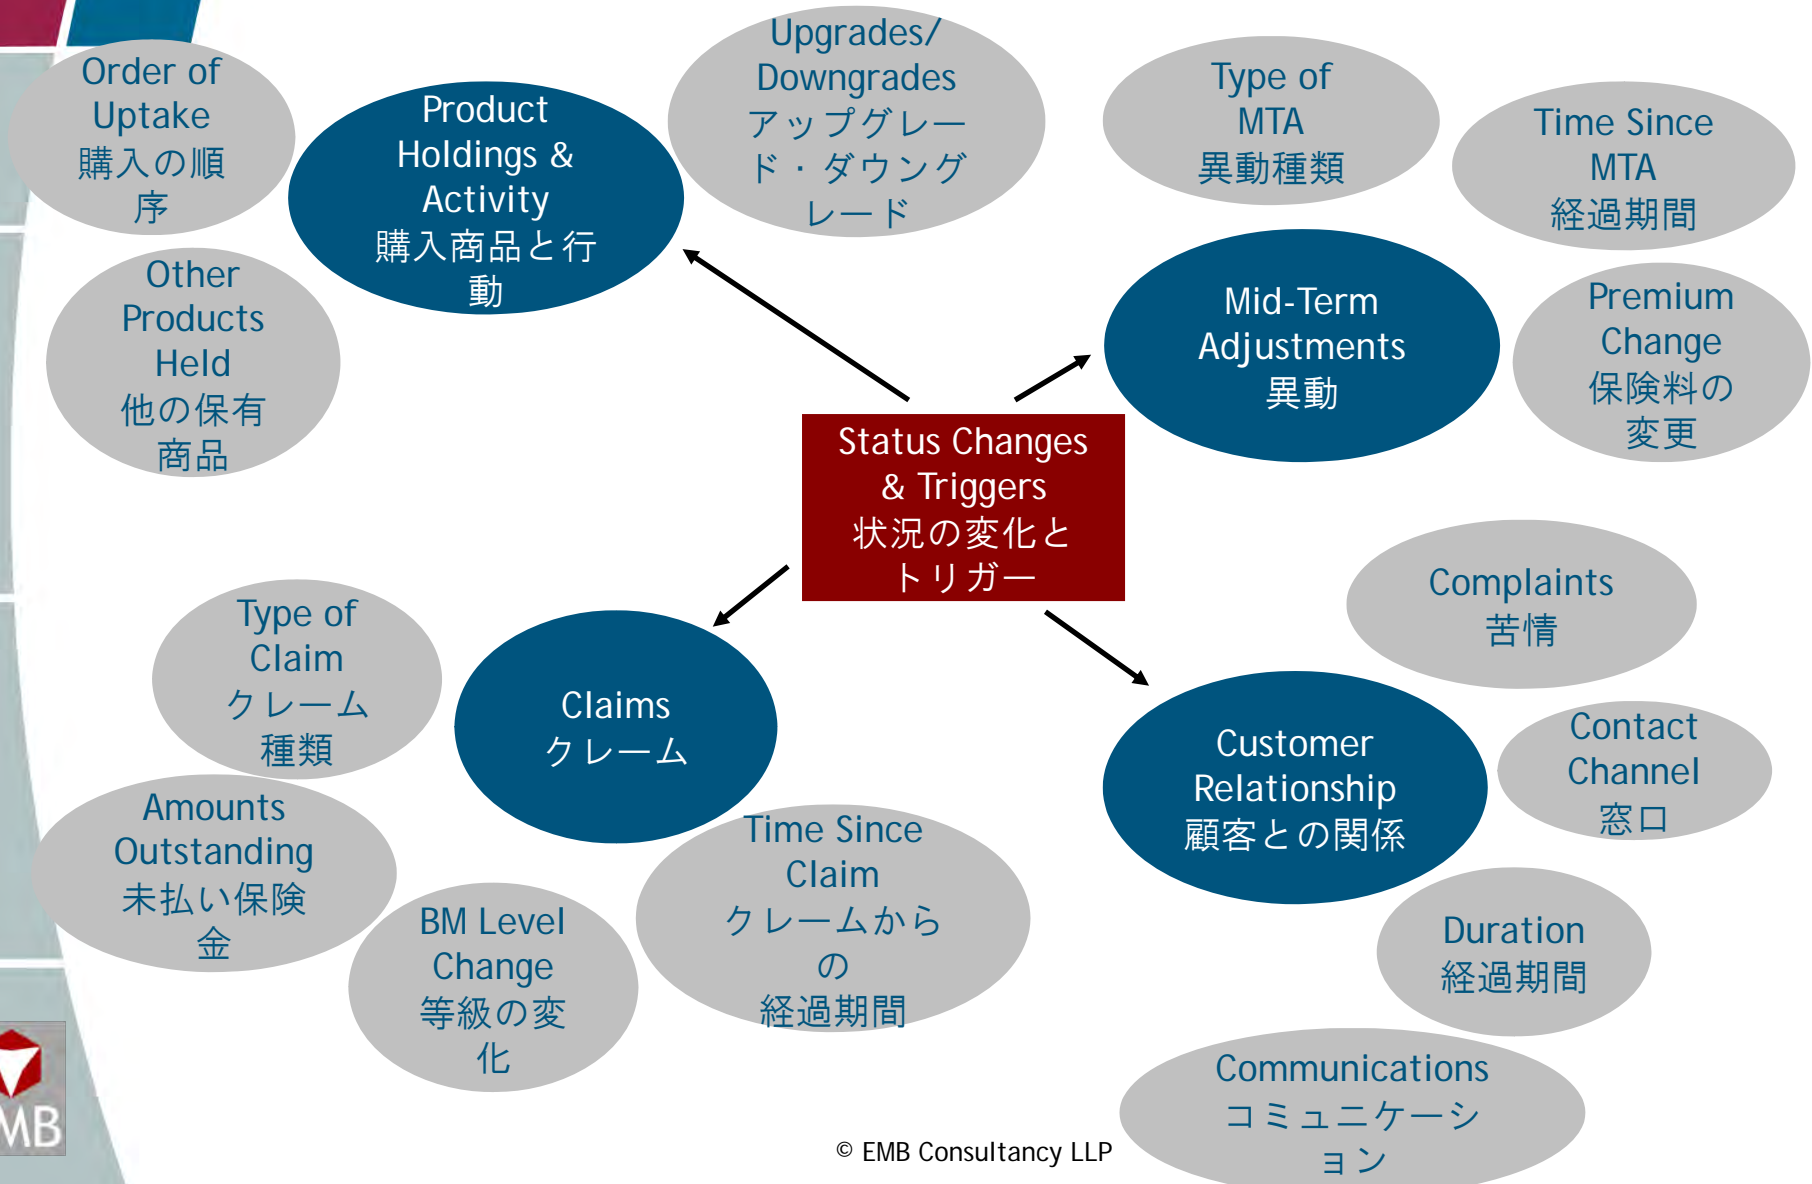 Order of
Uptake
購入の順
序
Product
Holdings &
Activity
購入商品と行
動
Upgrades/
Downgrades
アップグレー
ド・ダウング
レード
Type of
MTA
異動種類
Time Since
MTA
経過期間
Other
Products
Held
他の保有
商品
Mid-Term
Adjustments
異動
Premium
Change
保険料の
変更
Status Changes
& Triggers
状況の変化と
トリガー
Type of
Claim
クレーム
種類
Claims
クレーム
Complaints
苦情
Customer
Relationship
顧客との関係
Contact
Channel
窓口
Amounts
Outstanding
未払い保険
金
BM Level
Change
等級の変
化
Time Since
Claim
クレームから
の
経過期間
Duration
経過期間
Communications
コミュニケーシ
ョン
MB
© EMB Consultancy LLP